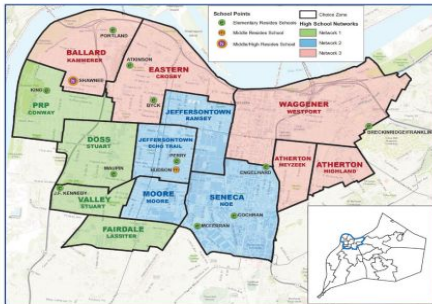 School Points
Elementary Resides Schools
Middle Resides School
Middle/High Resides School
Choice Zone
High School Networks
Network 1
Network 2
Network 3
PORTLAND
BALLARD
KAMMERER
ATKINSON
EASTERN
CROSBY
SHAWNEE
KING
BYCK
PRP
CONWAY
JEFFERSONTOWN
RAMSEY
WAGGENER
WESTPORT
DOSS
STUART
JEFFERSONTOWN
ECHO TRAIL
BRECKINRIDGE/FRANKLIN
PERRY
HUDSON
ENGELHARD
ATHERTON
MEYZEEK
ATHERTON
HIGHLAND
WHEATLEY
KENNEDY
VALLEY
STUART
MOORE
MOORE
SENECA
NOE
COCHRAN
MCFERRAN
FAIRDALE
LASSITER